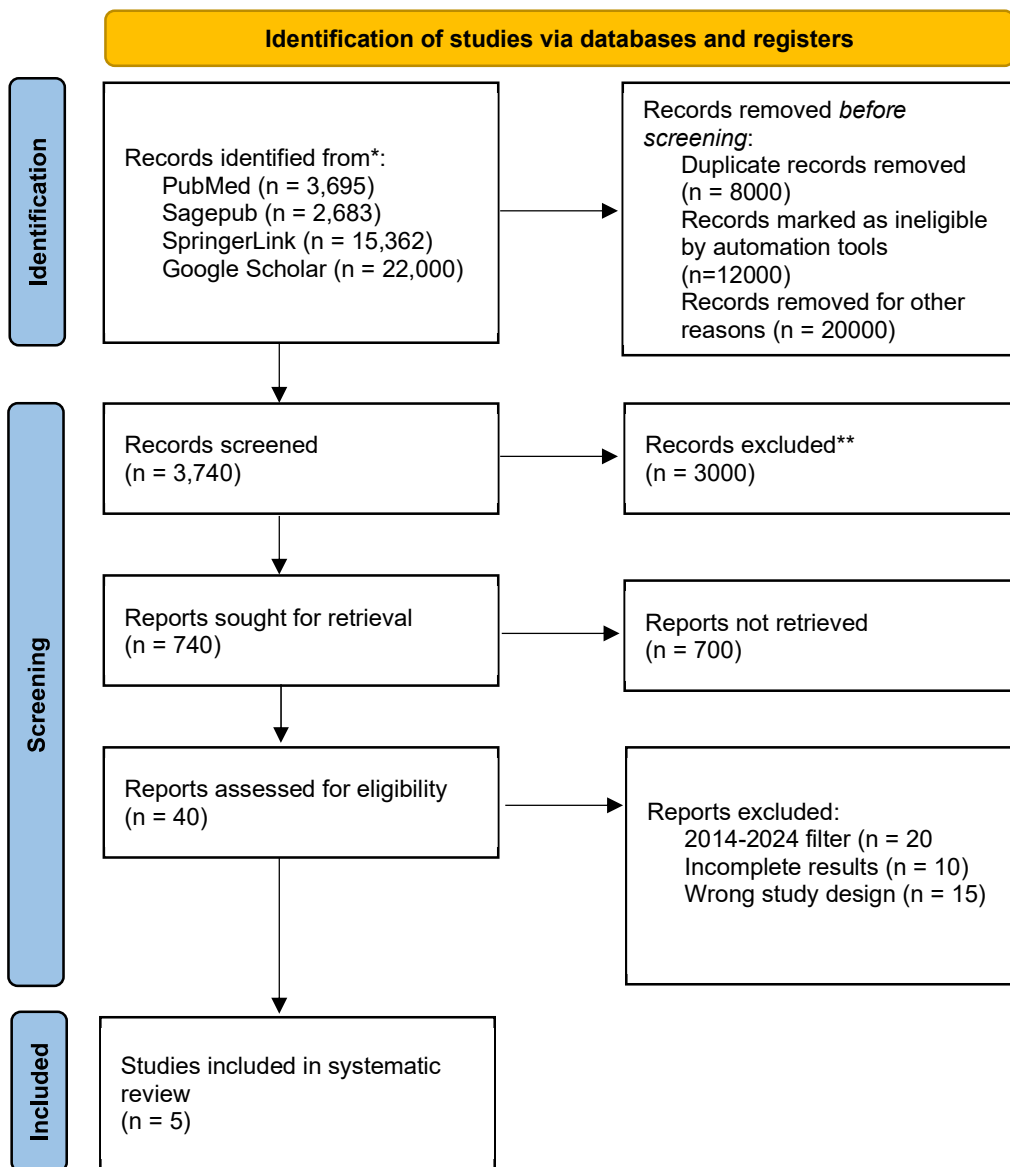 Identification of studies via databases and registers
Identification
Records identified from*:
PubMed (n = 3,695)
Sagepub (n = 2,683)
SpringerLink (n = 15,362)
Google Scholar (n = 22,000)
Records removed before
screening:
Duplicate records removed
(n = 8000)
Records marked as ineligible
by automation tools
(n=12000)
Records removed for other
reasons (n = 20000)
Screening
Records screened
(n = 3,740)
Records excluded**
(n = 3000)
Reports sought for retrieval
(n = 740)
Reports not retrieved
(n = 700)
Reports assessed for eligibility
(n = 40)
Reports excluded:
2014-2024 filter (n = 20
Incomplete results (n = 10)
Wrong study design (n = 15)
Included
Studies included in systematic
review
(n = 5)